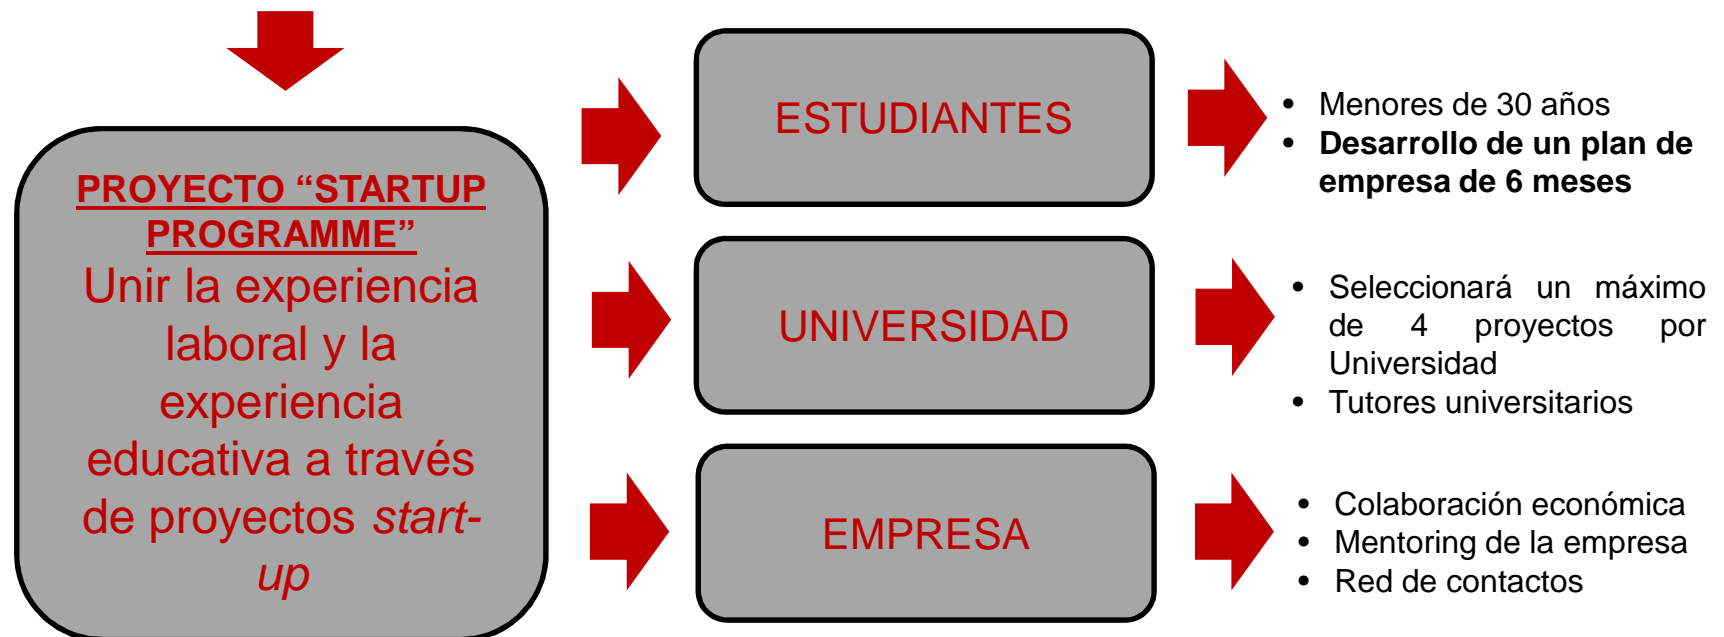 PROYECTO “STARTUP
PROGRAMME”
Unir la experiencia
laboral y la
experiencia
educativa a través
de proyectos start-
up
ESTUDIANTES
• Menores de 30 años
• Desarrollo de un plan de
empresa de 6 meses
UNIVERSIDAD
• Seleccionará un máximo
de 4 proyectos por
Universidad
• Tutores universitarios
EMPRESA
• Colaboración económica
• Mentoring de la empresa
• Red de contactos